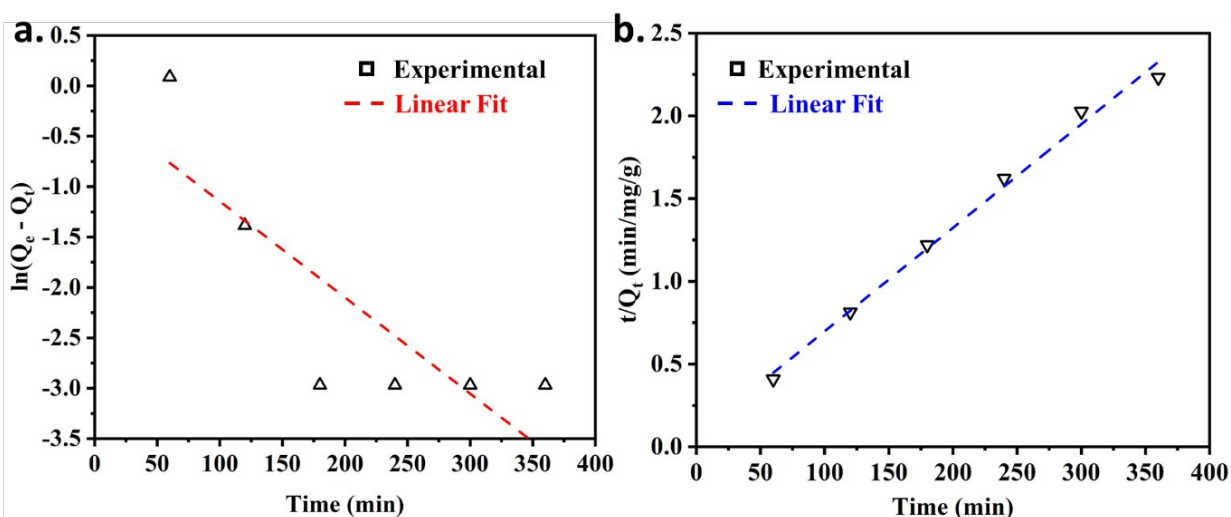 a.
0.5
0.0
-0.5
-1.0
-1.5
-2.0
-2.5
-3.0
-3.5
ln(Qe - Qt)
Experimental
Linear Fit
0 50 100 150 200 250 300 350 400
Time (min)
b.
2.5
2.0
1.5
1.0
0.5
0.0
t/Qt (min/mg/g)
Experimental
Linear Fit
0 50 100 150 200 250 300 350 400
Time (min)